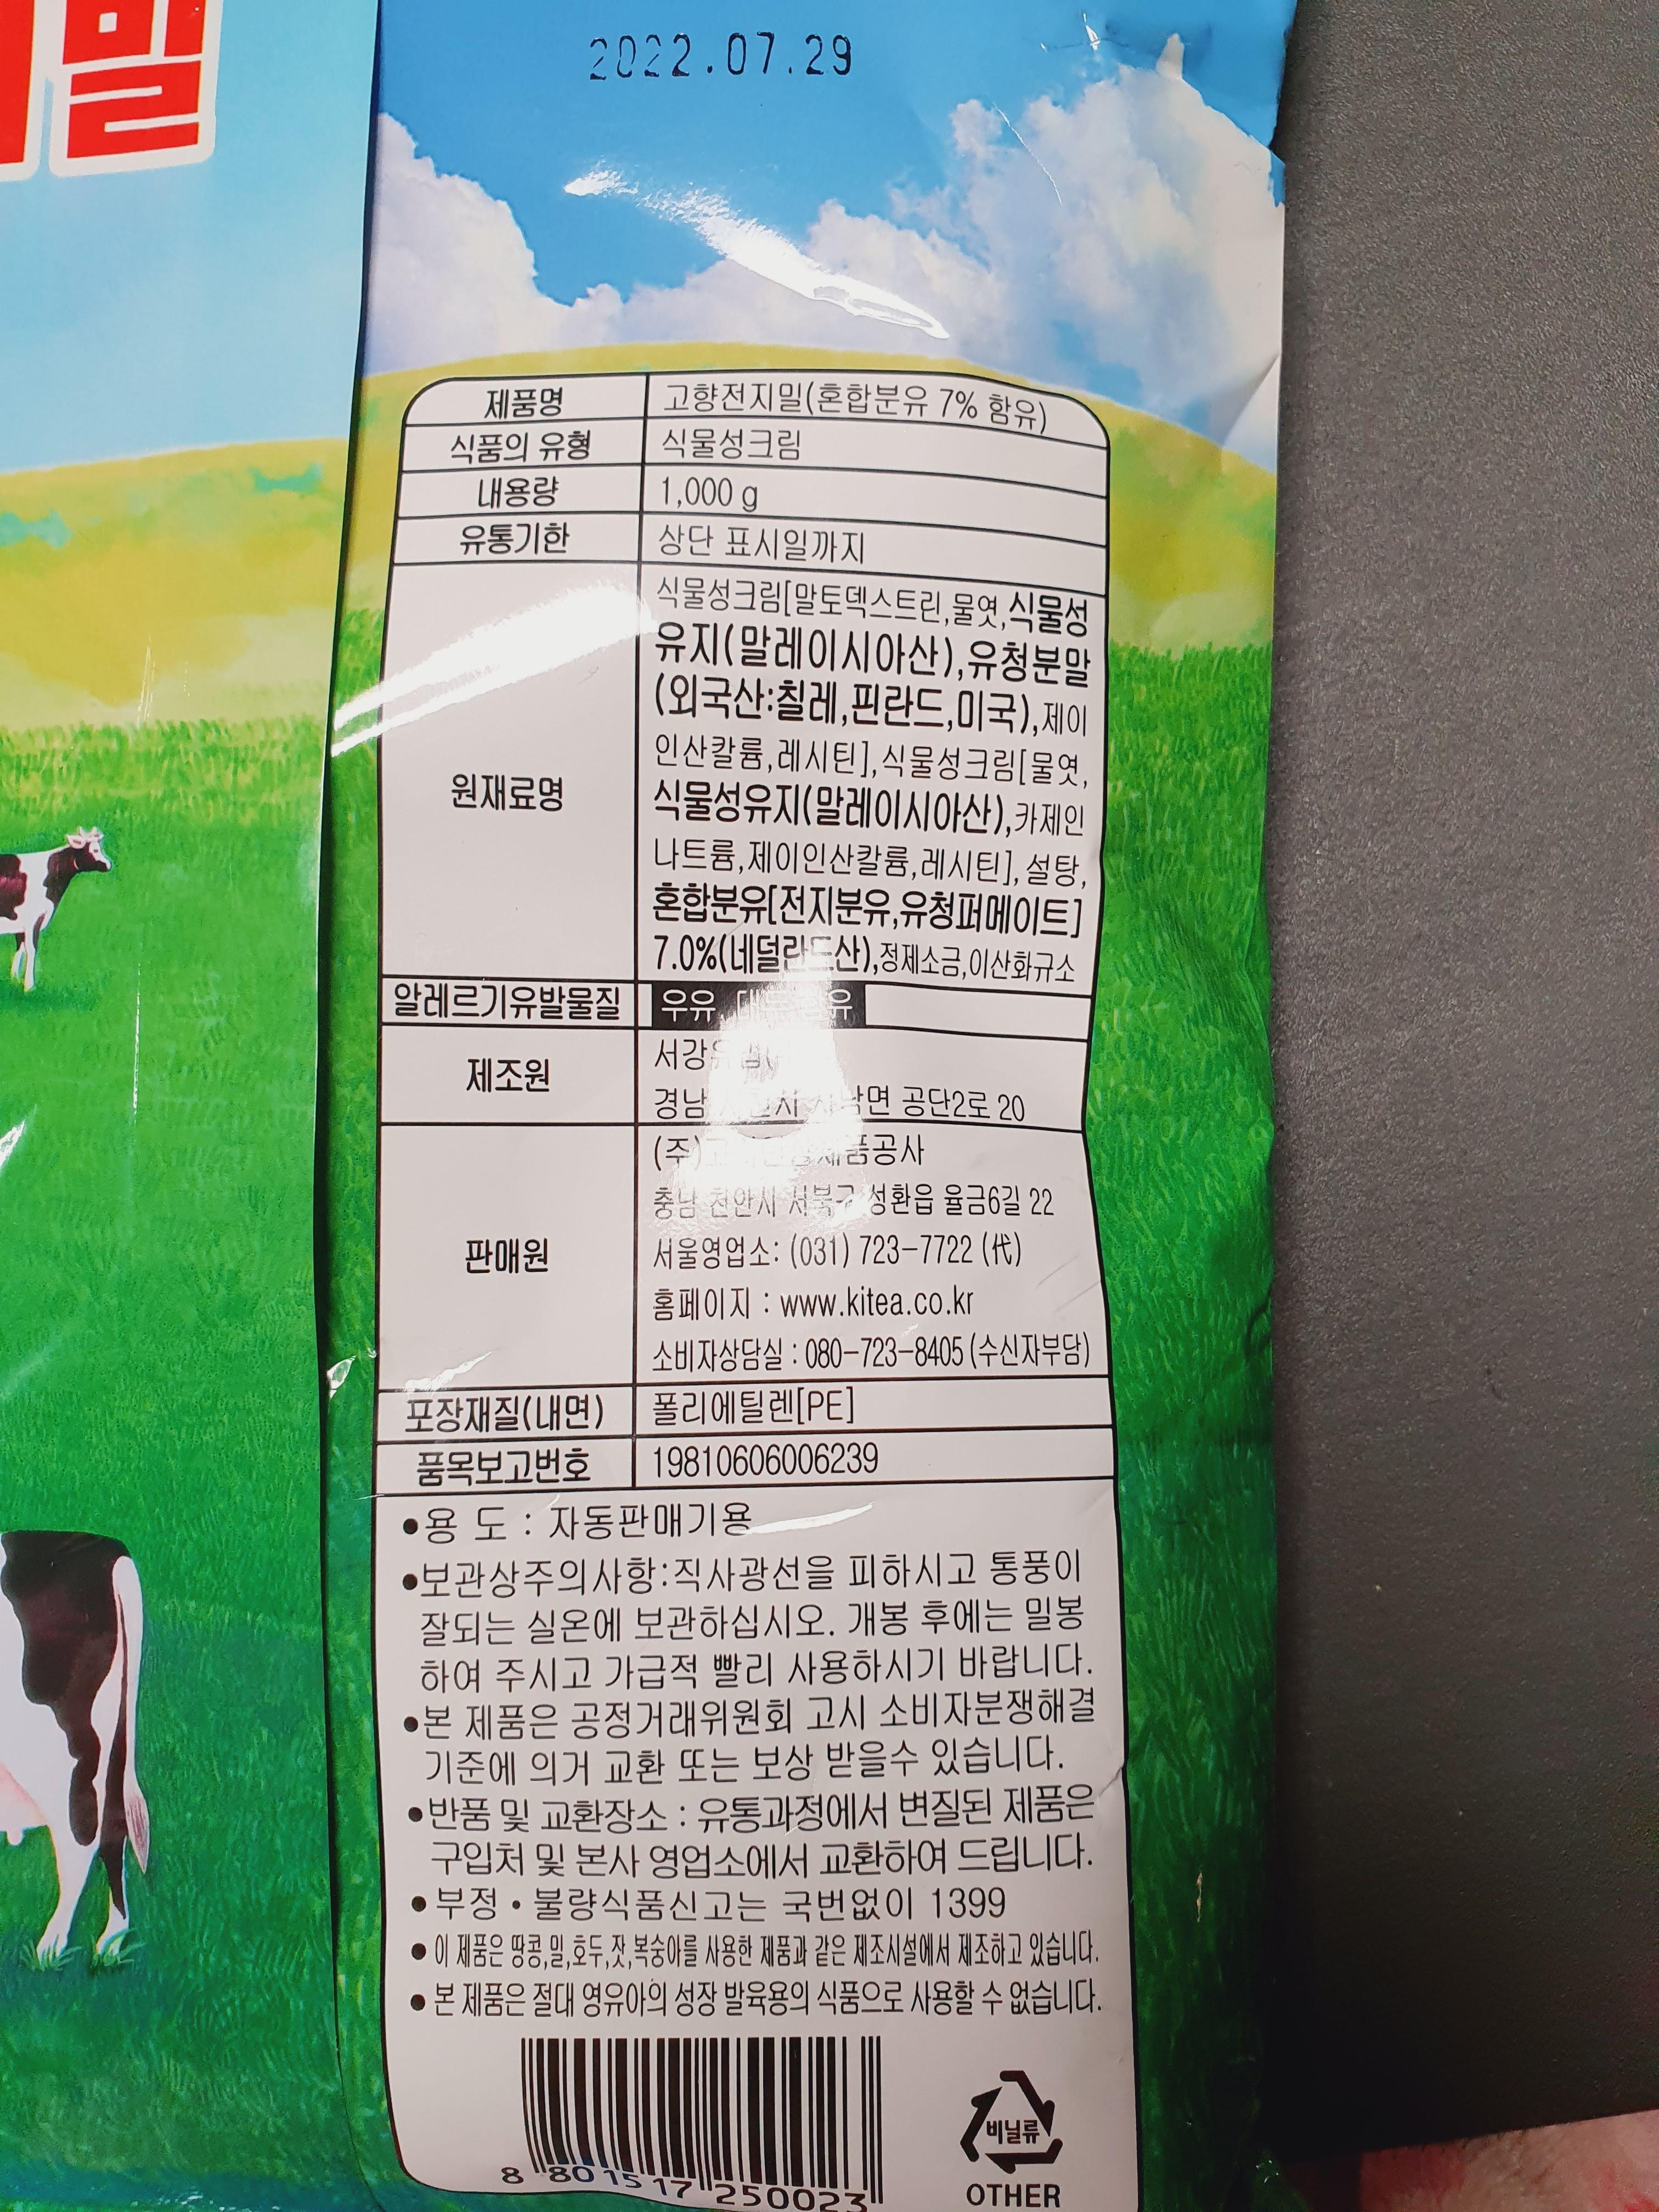 밀
2022.07.29
제품명 고향전지밀(혼합분유 7% 함유)
식품의 유형 식물성크림
내용량 1,000 g
유통기한 상단 표시일까지
원재료명
식물성크림[말토덱스트린,물엿,식물성
유지(말레이시아산),유청분말
(외국산:칠레,핀란드,미국),제이
인산칼륨,레시틴],식물성크림[물엿,
식물성유지(말레이시아산),카제인
나트륨,제이인산칼륨,레시틴],설탕,
혼합분유[전지분유,유청퍼메이트]
7.0%(네덜란드산),정제소금,이산화규소
알레르기유발물질 우유,
제조원
경남 공단2로 20
판매원
(주)
충남 천안시 서북구 성환읍 율금6길 22
서울영업소: (031) 723-7722 (代)
홈페이지 : www.kitea.co.kr
소비자상담실 : 080-723-8405 (수신자부담)
포장재질(내면) 폴리에틸렌[PE]
품목보고번호 19810606006239
●용 도 : 자동판매기용
●보관상주의사항:직사광선을 피하시고 통풍이
잘되는 실온에 보관하십시오. 개봉 후에는 밀봉
하여 주시고 가급적 빨리 사용하시기 바랍니다.
●본 제품은 공정거래위원회 고시 소비자분쟁해결
기준에 의거 교환 또는 보상 받을수 있습니다.
●반품 및 교환장소 : 유통과정에서 변질된 제품은
구입처 및 본사 영업소에서 교환하여 드립니다.
●부정·불량식품신고는 국번없이 1399
●이 제품은 땅콩,밀,호두,잣,복숭아를 사용한 제품과 같은 제조시설에서 제조하고 있습니다.
●본 제품은 절대 영유아의 성장 발육용의 식품으로 사용할 수 없습니다.
8 801517 250023
비닐류
OTHER